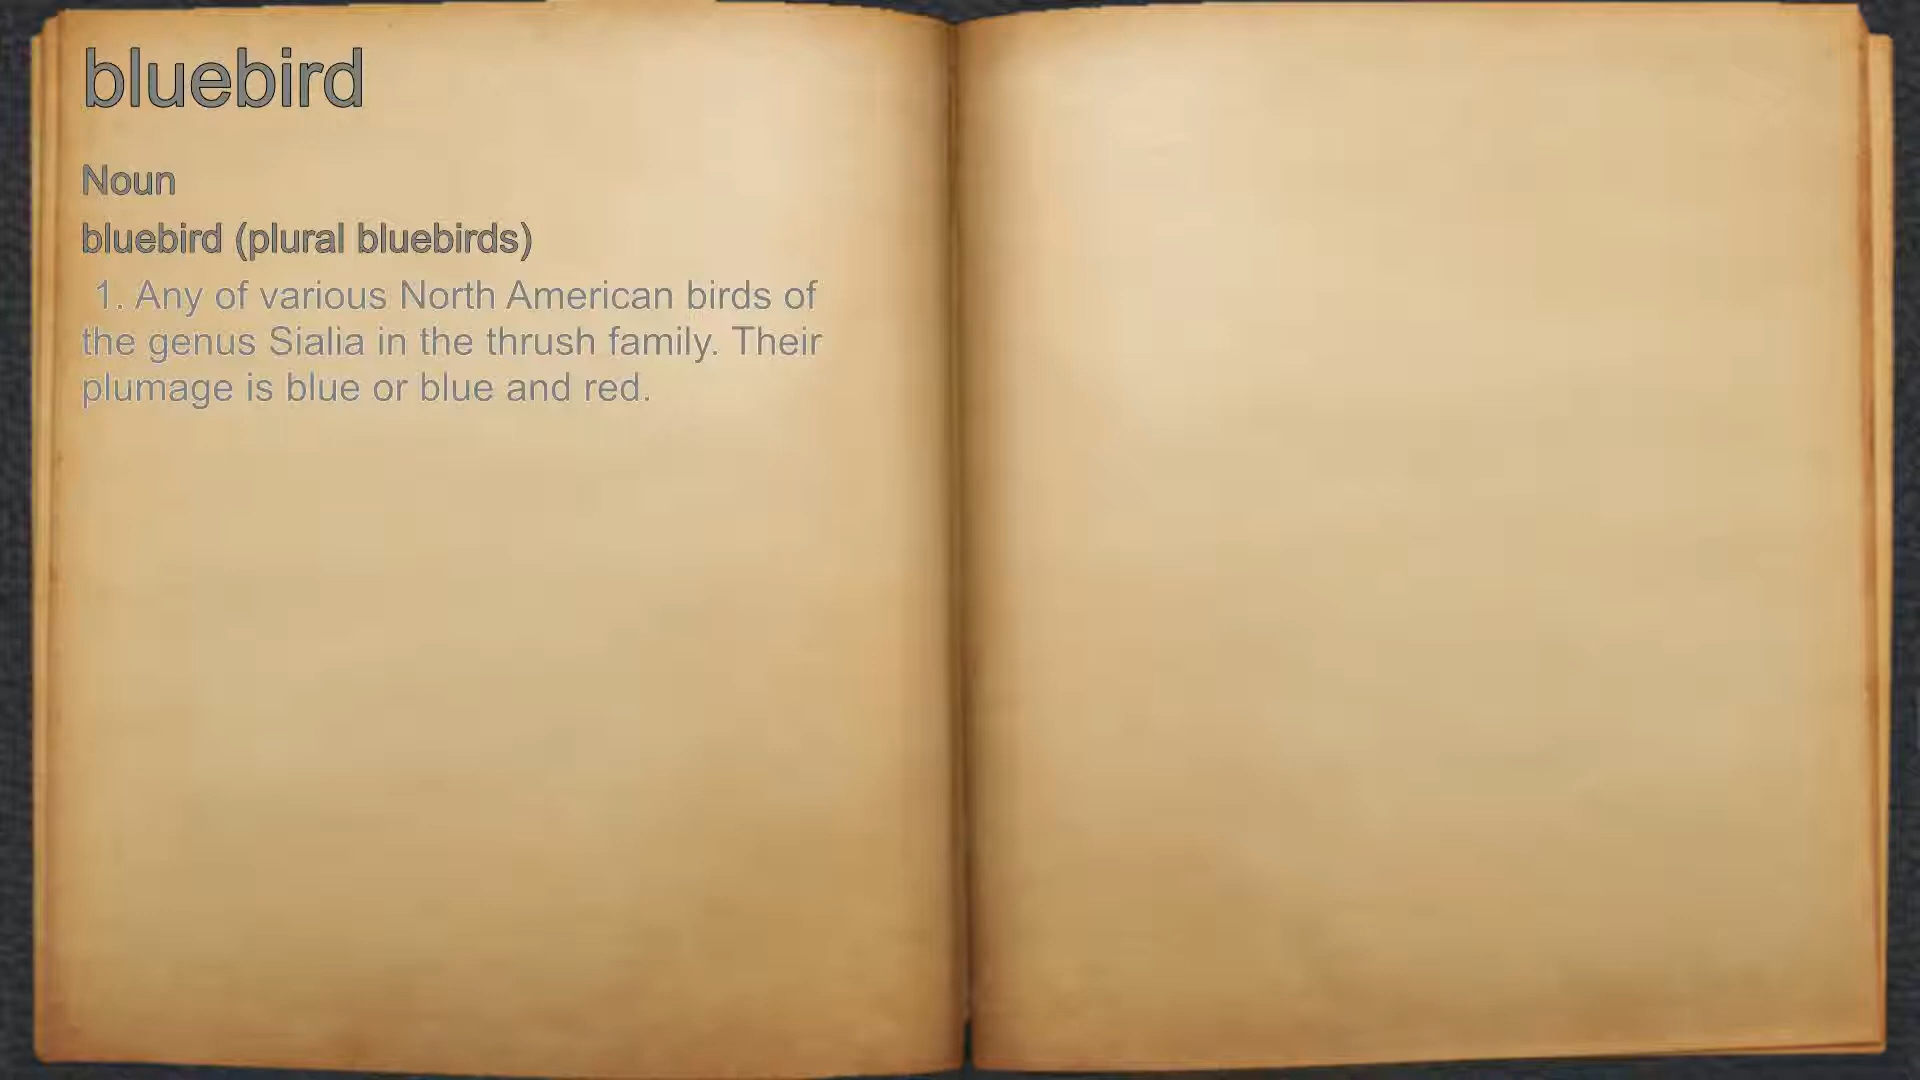 bluebird
Noun
bluebird (plural bluebirds)
1. Any of various North American birds of
the genus Sialia in the thrush family. Their
plumage is blue or blue and red.